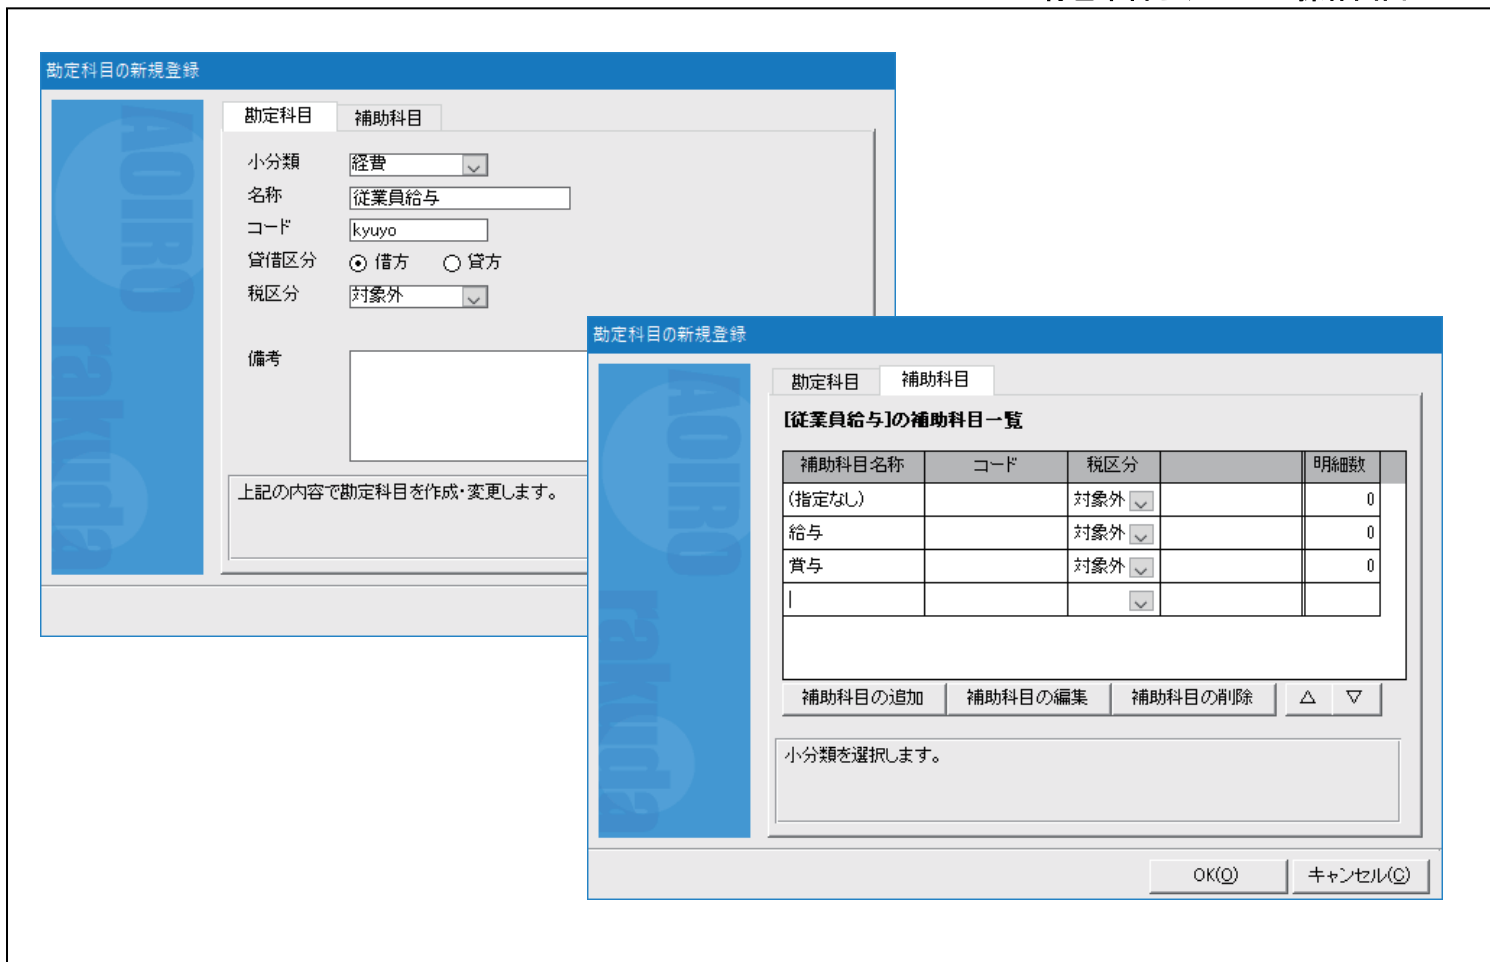 勘定科目の新規登録
AOIRO
rakuda
勘定科目 補助科目
小分類 経費
名称 従業員給与
コード kyuyo
貸借区分 借方 貸方
税区分 対象外
備考
上記の内容で勘定科目を作成・変更します。
勘定科目の新規登録
AOIRO
rakuda
勘定科目 補助科目
[従業員給与]の補助科目一覧
補助科目名称 コード 税区分 明細数
(指定なし) 対象外 0
給与 対象外 0
賞与 対象外 0
補助科目の追加 補助科目の編集 補助科目の削除 △ ▽
小分類を選択します。
OK(O) キャンセル(C)